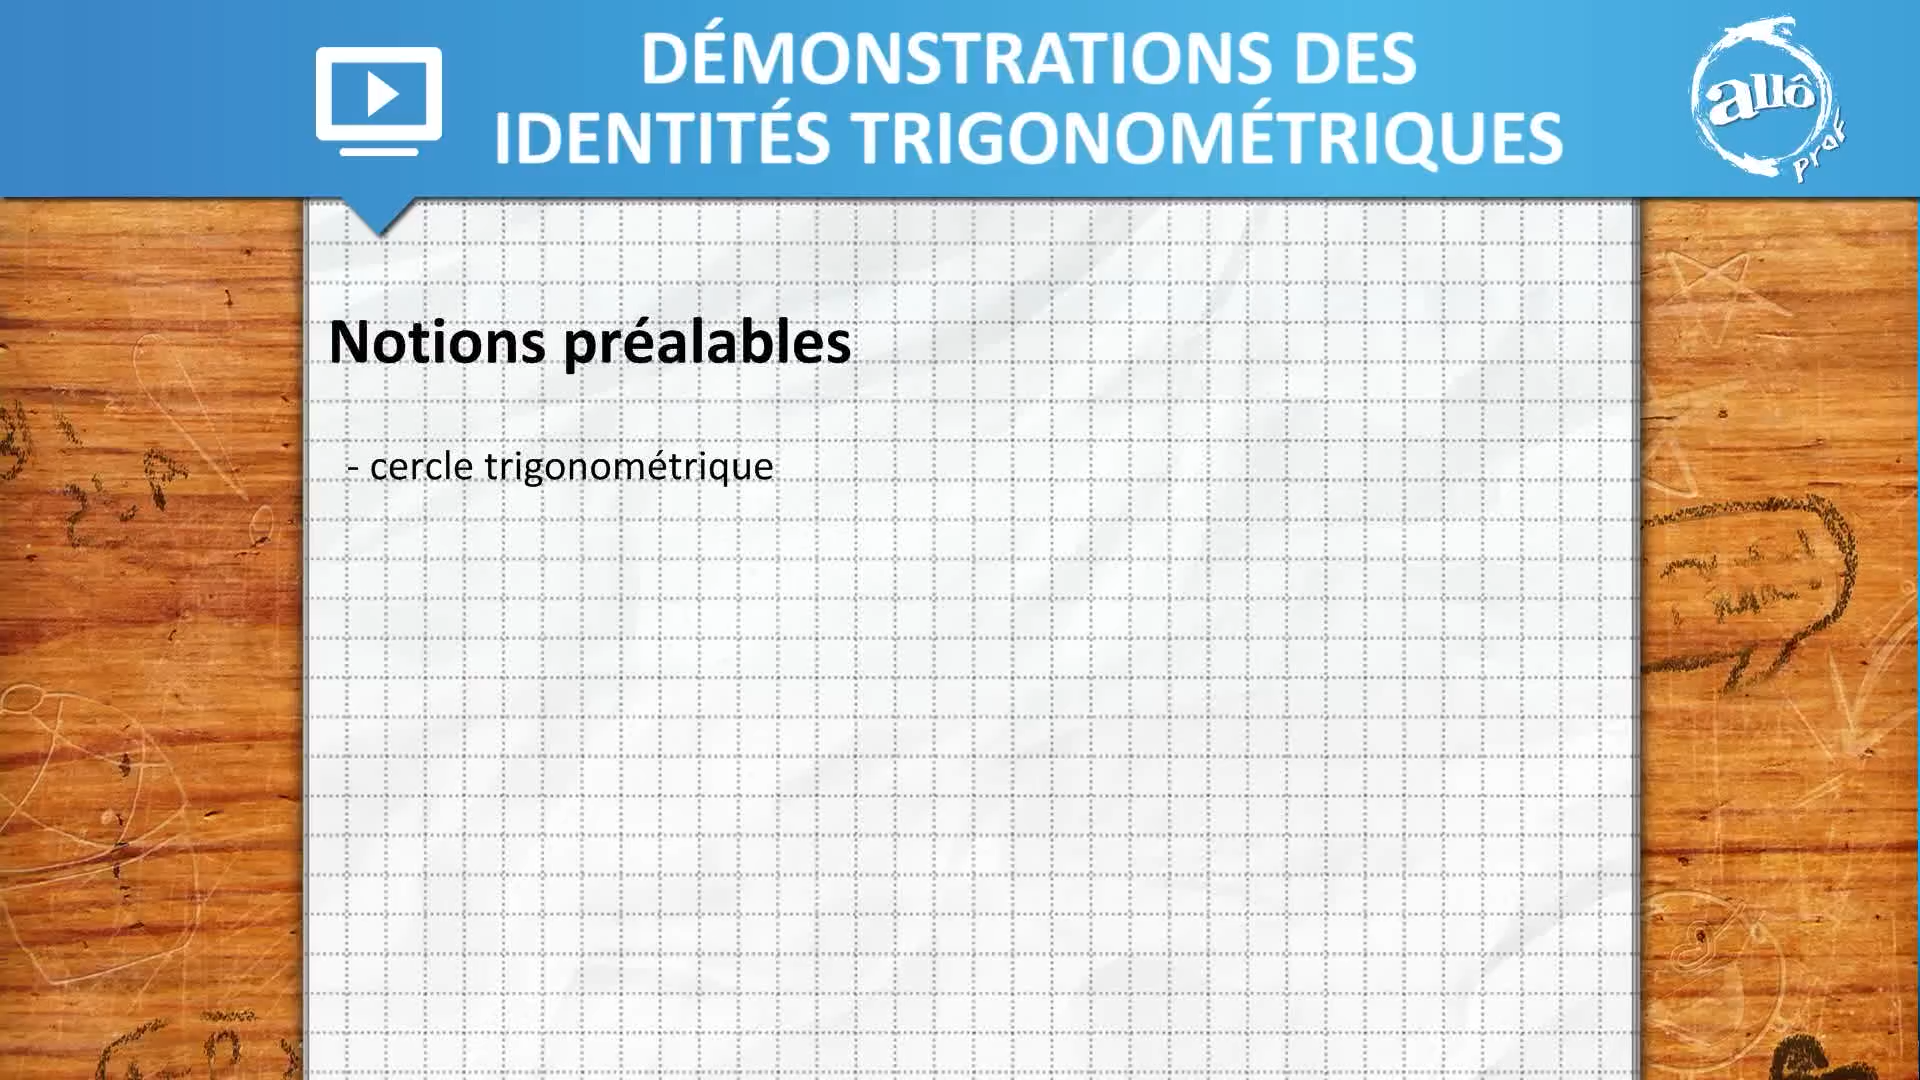 DÉMONSTRATIONS DES
IDENTITÉS TRIGONOMÉTRIQUES
allô
prof
Notions préalables
- cercle trigonométrique